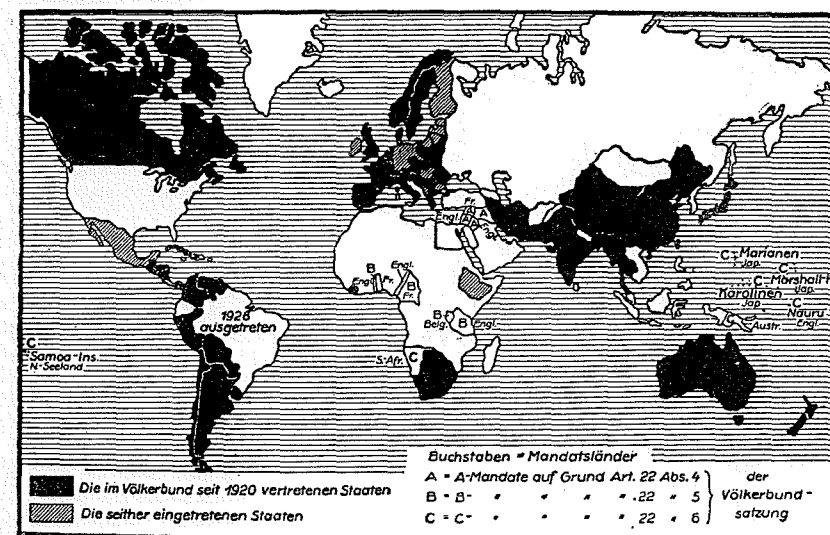 Fr.
A
A
Engl.
A
A
Engl.
C Marianen
Jap.
C
Marshall-I.
Jap.
C
Karolinen
Jap.
C
Nauru
Engl.
C
Austr.
B
Engl.
Fr.
Engl.
B
Fr.
B
Belg.
B
Engl.
1928
ausgetreten
C
Samoa-Ins.
N-Seeland
S.Afr.
C
Buchstaben = Mandatsländer
A = A-Mandate auf Grund Art. 22 Abs. 4
B = B- " " " .22 " 5
C = C- " " " 22 " 6
der
Völkerbund-
satzung
Die im Völkerbund seit 1920 vertretenen Staaten
Die seither eingetretenen Staaten